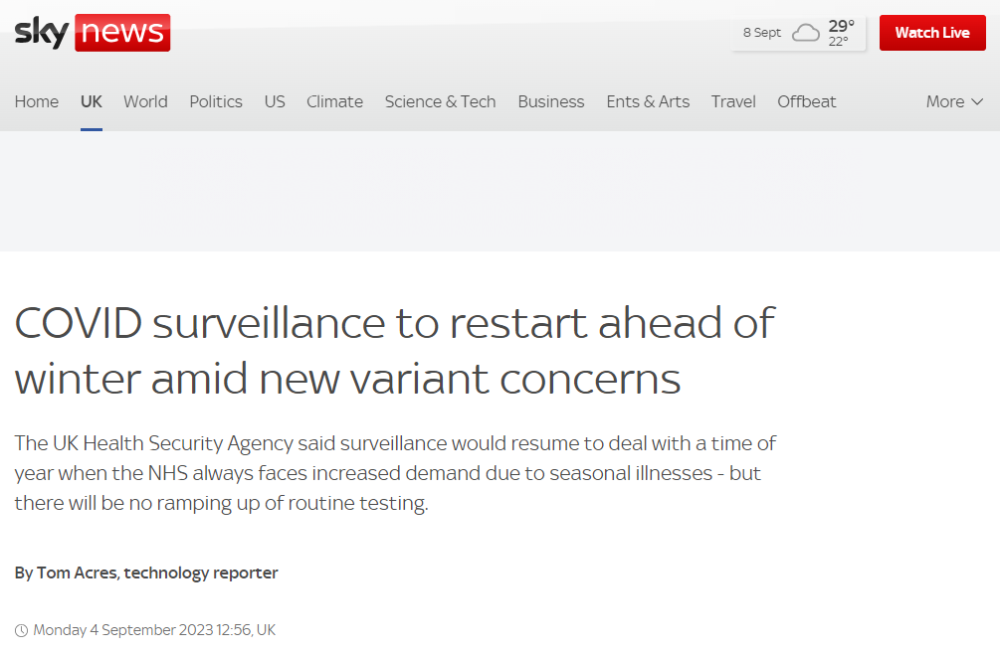 sky news
8 Sept 29°
22°
Watch Live
Home UK World Politics US Climate Science & Tech Business Ents & Arts Travel Offbeat More
COVID surveillance to restart ahead of
winter amid new variant concerns
The UK Health Security Agency said surveillance would resume to deal with a time of
year when the NHS always faces increased demand due to seasonal illnesses - but
there will be no ramping up of routine testing.
By Tom Acres, technology reporter
Monday 4 September 2023 12:56, UK